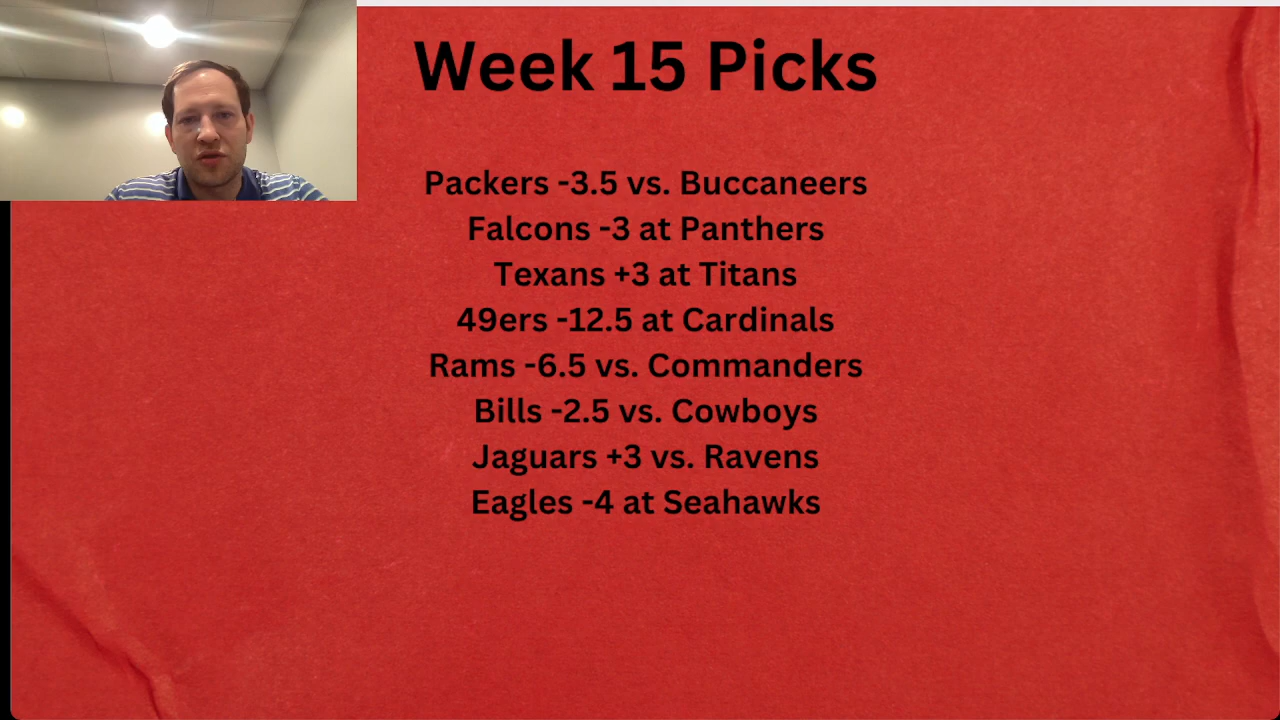 Week 15 Picks
Packers -3.5 vs. Buccaneers
Falcons -3 at Panthers
Texans +3 at Titans
49ers -12.5 at Cardinals
Rams -6.5 vs. Commanders
Bills -2.5 vs. Cowboys
Jaguars +3 vs. Ravens
Eagles -4 at Seahawks